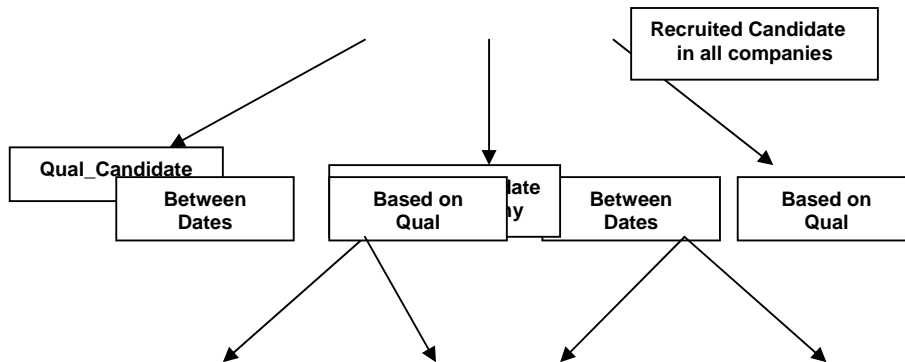 Recruited Candidate
in all companies
Qual_Candidate
Between
Dates
Based on
Qual
Between
Dates
Based on
Qual